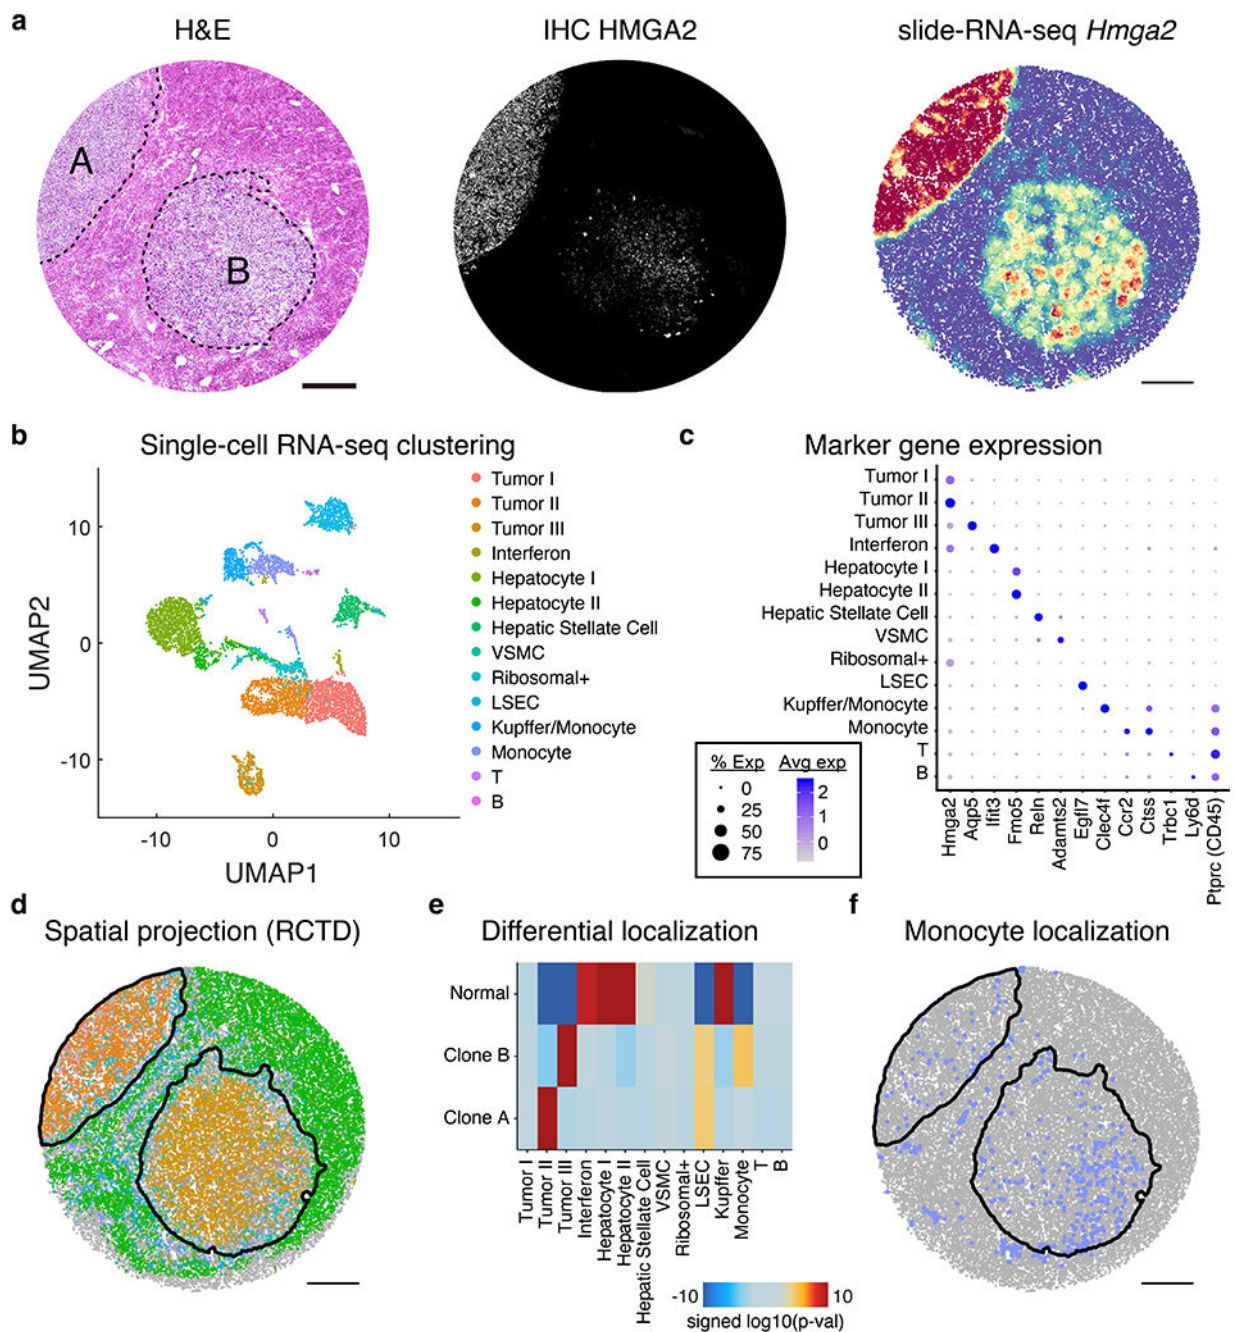 a
H&E
IHC HMGA2
slide-RNA-seq Hmga2
A
B
b
Single-cell RNA-seq clustering
10
0
-10
-10
0
10
UMAP2
UMAP1
Tumor I
Tumor II
Tumor III
Interferon
Hepatocyte I
Hepatocyte II
Hepatic Stellate Cell
VSMC
Ribosomal+
LSEC
Kupffer/Monocyte
Monocyte
T
B
c
Marker gene expression
Tumor I
Tumor II
Tumor III
Interferon
Hepatocyte I
Hepatocyte II
Hepatic Stellate Cell
VSMC
Ribosomal+
LSEC
Kupffer/Monocyte
Monocyte
T
B
% Exp
0
25
50
75
Avg exp
2
1
0
Hmga2
Aqp5
Ifit3
Fmo5
Reln
Adamts2
Egfl7
Clec4f
Ccr2
Ctss
Trbc1
Ly6d
Ptprc (CD45)
d
Spatial projection (RCTD)
e
Differential localization
Normal
Clone B
Clone A
Tumor I
Tumor II
Tumor III
Interferon
Hepatocyte I
Hepatocyte II
Hepatic Stellate Cell
VSMC
Ribosomal+
LSEC
Kupffer
Monocyte
T
B
-10
10
signed log10(p-val)
f
Monocyte localization